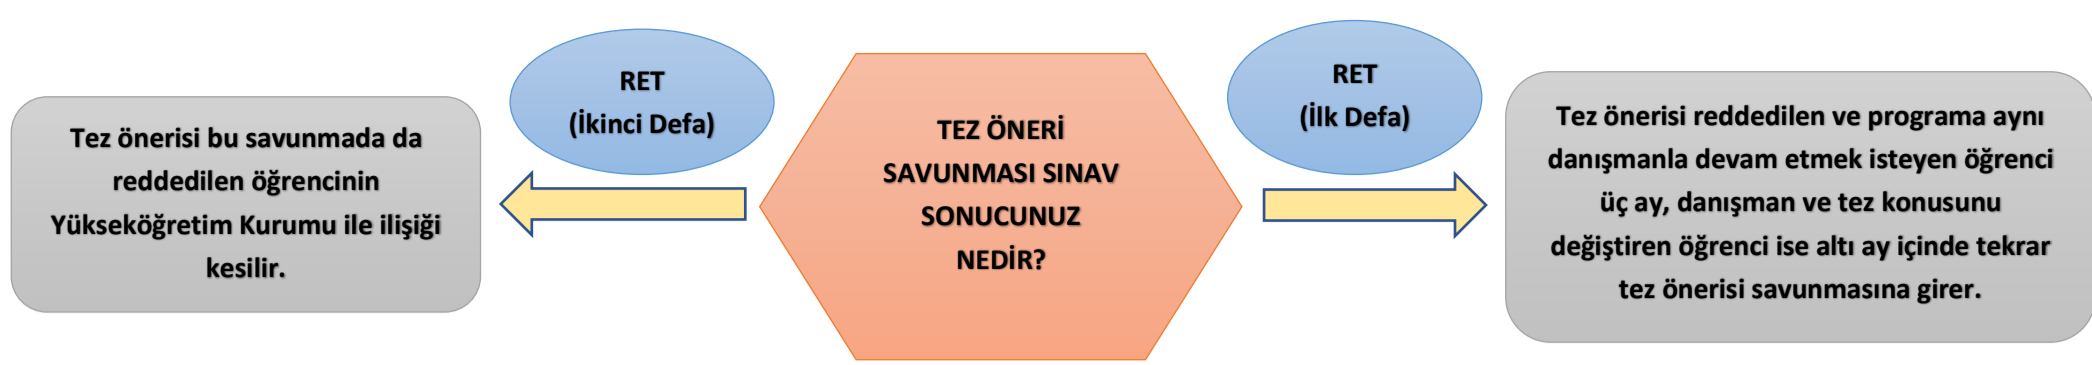 Tez önerisi bu savunmada da
reddedilen öğrencinin
Yükseköğretim Kurumu ile ilişiği
kesilir.
RET
(İkinci Defa)
TEZ ÖNERİ
SAVUNMASI SINAV
SONUCUNUZ
NEDİR?
RET
(İlk Defa)
Tez önerisi reddedilen ve programa aynı
danışmanla devam etmek isteyen öğrenci
üç ay, danışman ve tez konusunu
değiştiren öğrenci ise altı ay içinde tekrar
tez önerisi savunmasına girer.